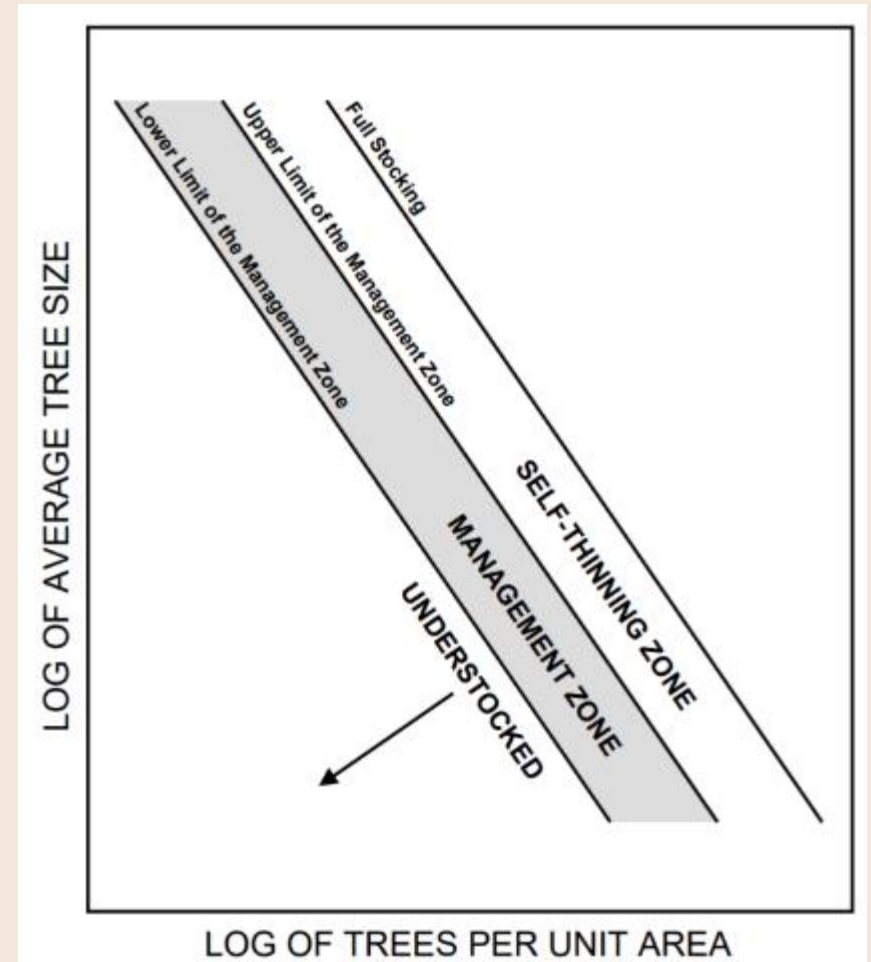 Lower Limit of the Management Zone
Upper Limit of the Management Zone
Full Stocking
SELF-THINNING ZONE
MANAGEMENT ZONE
UNDERSTOCKED
LOG OF AVERAGE TREE SIZE
LOG OF TREES PER UNIT AREA